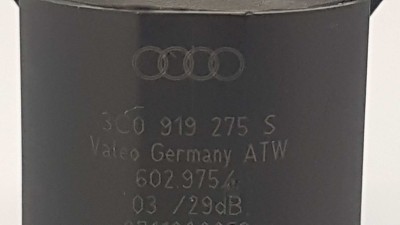 3C0 919 275 S
Valeo Germany ATW
602.9754
03 /29dB